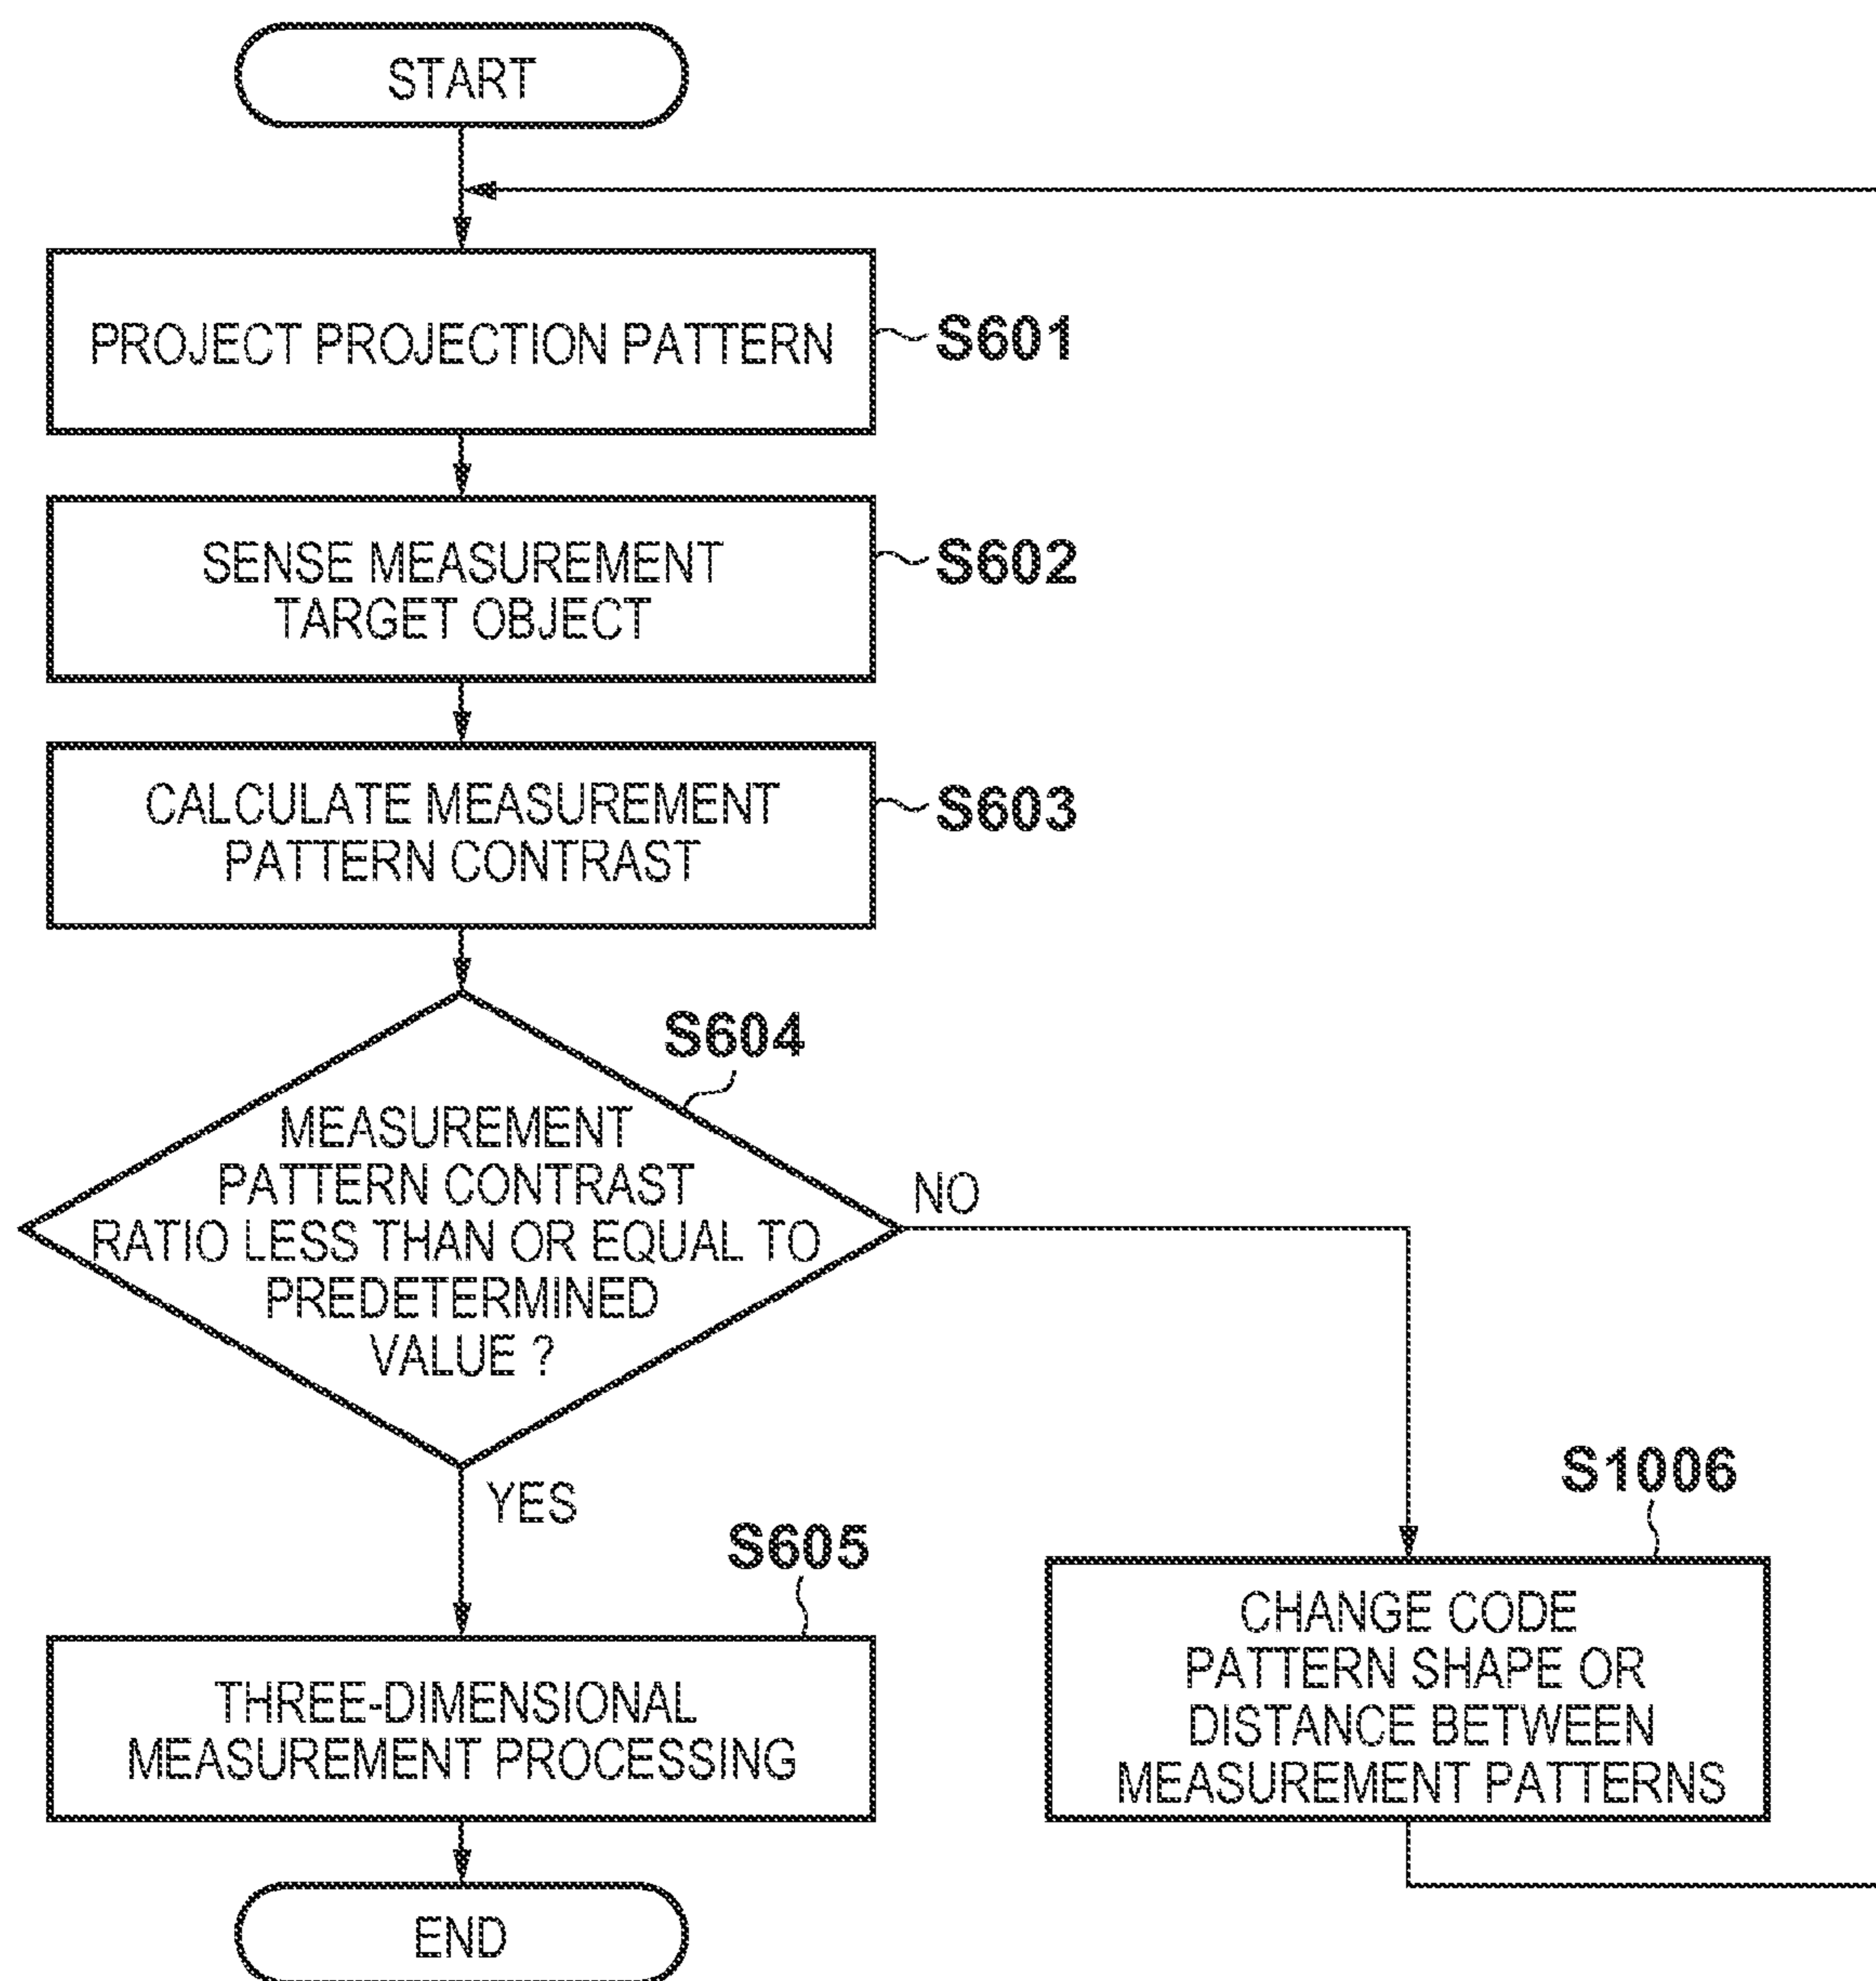 START
PROJECT PROJECTION PATTERN
S601
SENSE MEASUREMENT
TARGET OBJECT
S602
CALCULATE MEASUREMENT
PATTERN CONTRAST
S603
S604
MEASUREMENT
PATTERN CONTRAST
RATIO LESS THAN OR EQUAL TO
PREDETERMINED
VALUE ?
NO
YES
S605
THREE-DIMENSIONAL
MEASUREMENT PROCESSING
S1006
CHANGE CODE
PATTERN SHAPE OR
DISTANCE BETWEEN
MEASUREMENT PATTERNS
END